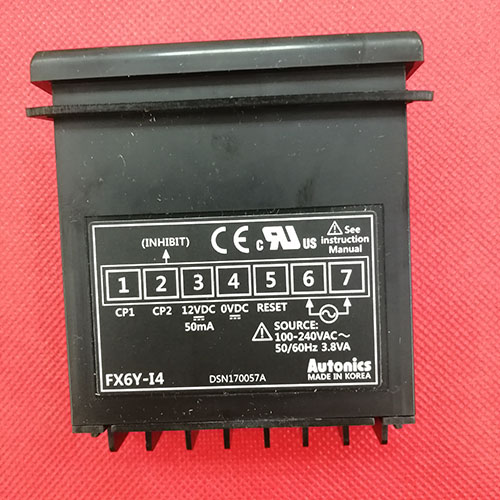 (INHIBIT)
CE c RU US
⚠ See
instruction
Manual
1 2 3 4 5 6 7
CP1 CP2 12VDC 0VDC RESET
50mA
⚠ SOURCE:
100-240VAC~
50/60Hz 3.8VA
Autonics
FX6Y-I4 DSN170057A MADE IN KOREA